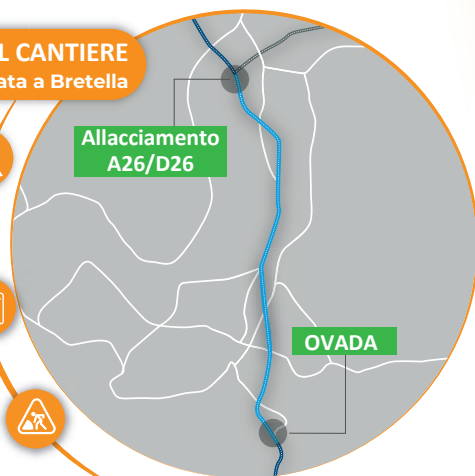 L CANTIERE
ata a Bretella
Allacciamento
A26/D26
OVADA